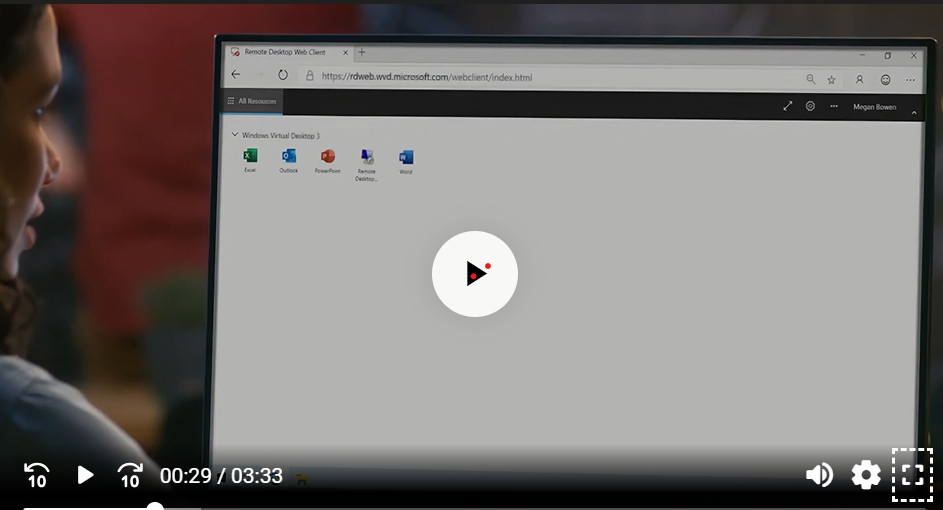 Remote Desktop Web Client
https://rdweb.wvd.microsoft.com/webclient/index.html
All Resources
Megan Bowen
Windows Virtual Desktop 3
Excel
Outlook
PowerPoint
Remote Desktop...
Word
10
10
00:29 / 03:33